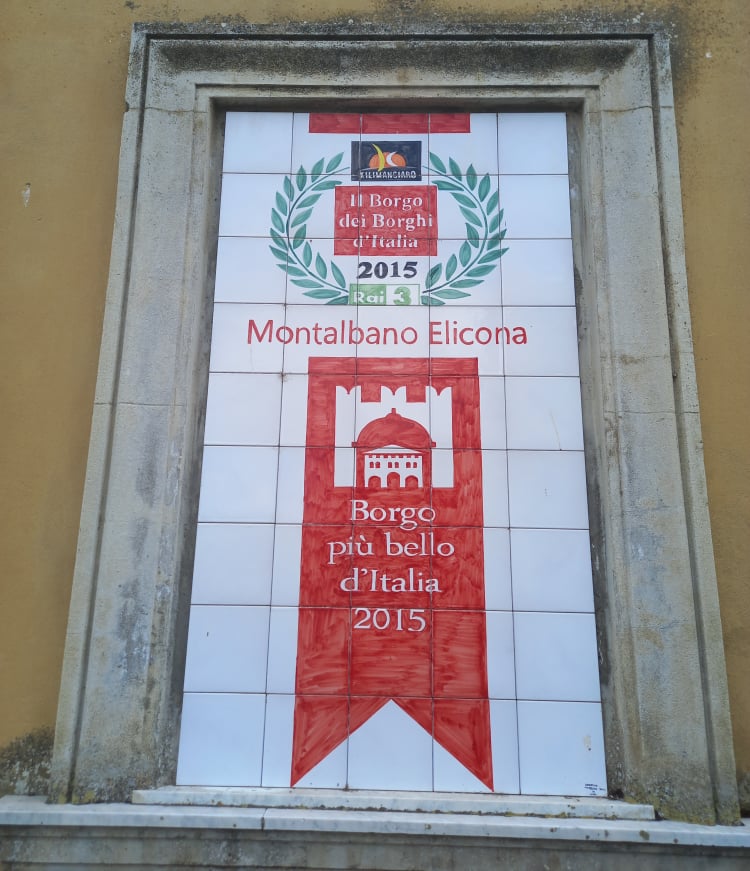 KILIMANGIARO
Il Borgo
dei Borghi
d'Italia
2015
Rai 3
Montalbano Elicona
Borgo
più bello
d'Italia
2015